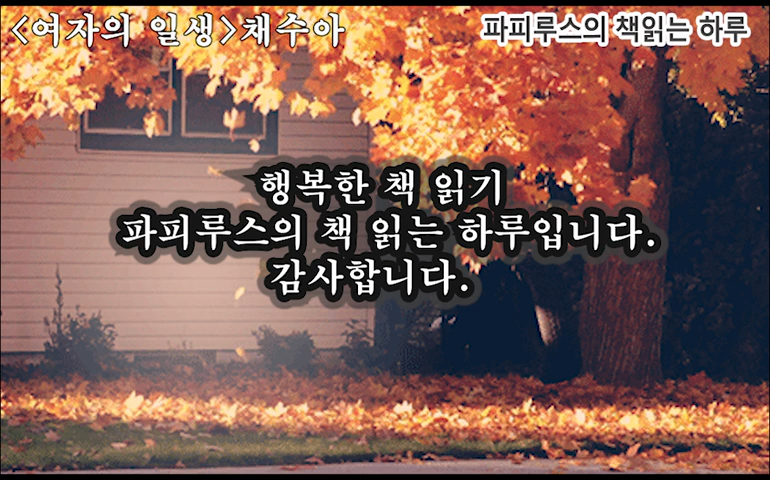 <여자의 일생>채수아
파피루스의 책읽는 하루
행복한 책 읽기
파피루스의 책 읽는 하루입니다.
감사합니다.